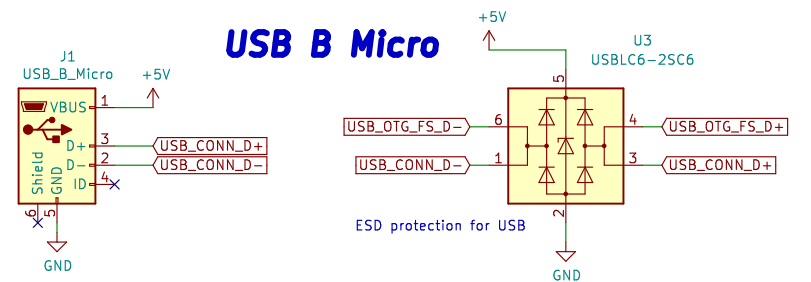 USB B Micro
J1
USB_B_Micro
+5V
VBUS 1
D+ 3 USB_CONN_D+
D- 2 USB_CONN_D-
ID 4
Shield
GND
6
5
GND
+5V
U3
USBLC6-2SC6
5
USB_OTG_FS_D- 6
4 USB_OTG_FS_D+
USB_CONN_D- 1
3 USB_CONN_D+
2
ESD protection for USB
GND